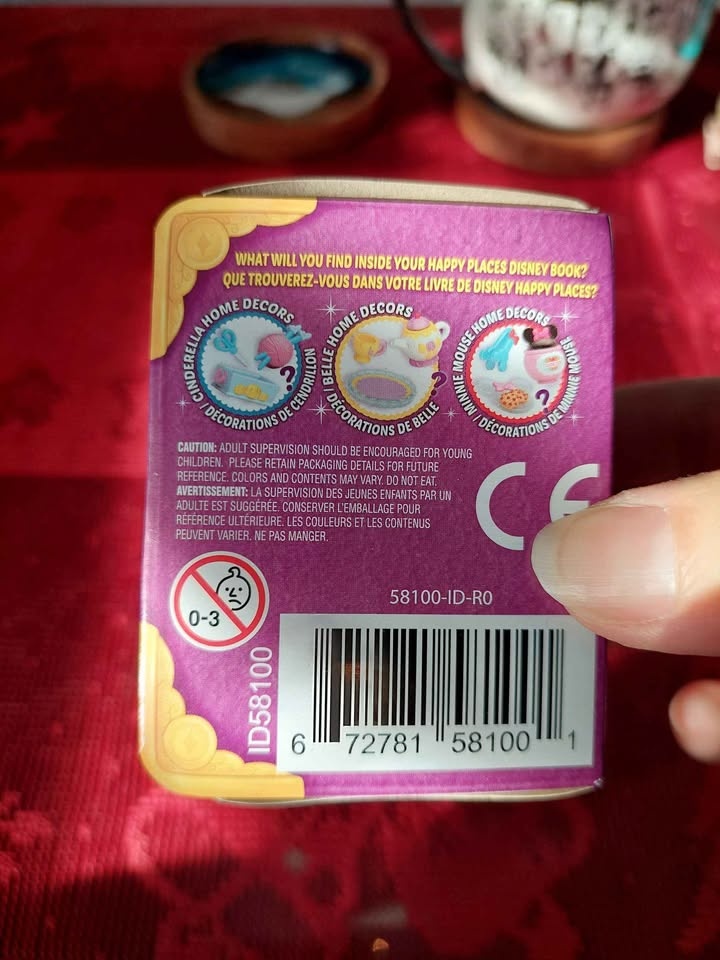 WHAT WILL YOU FIND INSIDE YOUR HAPPY PLACES DISNEY BOOK?
QUE TROUVEREZ-VOUS DANS VOTRE LIVRE DE DISNEY HAPPY PLACES?
CINDERELLA HOME DECORS
/ DÉCORATIONS DE CENDRILLON
?
BELLE HOME DECORS
/ DÉCORATIONS DE BELLE
?
MINNIE MOUSE HOME DECORS
/ DÉCORATIONS DE MINNIE MOUSE
?
CAUTION: ADULT SUPERVISION SHOULD BE ENCOURAGED FOR YOUNG
CHILDREN. PLEASE RETAIN PACKAGING DETAILS FOR FUTURE
REFERENCE. COLORS AND CONTENTS MAY VARY. DO NOT EAT.
AVERTISSEMENT: LA SUPERVISION DES JEUNES ENFANTS PAR UN
ADULTE EST SUGGÉRÉE. CONSERVER L'EMBALLAGE POUR
RÉFÉRENCE ULTÉRIEURE. LES COULEURS ET LES CONTENUS
PEUVENT VARIER. NE PAS MANGER.
CE
0-3
58100-ID-R0
ID58100
6 72781 58100 1